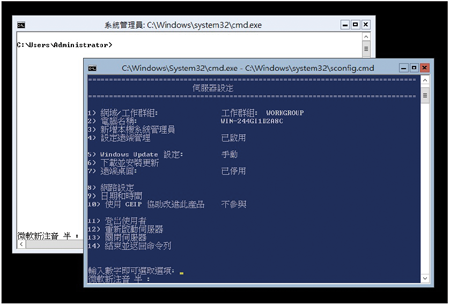 系統管理員: C:\Windows\system32\cmd.exe
C:\Users\Administrator>
微軟新注音 半 :
C:\Windows\System32\cmd.exe - C:\Windows\system32\sconfig.cmd
伺服器設定
1) 網域/工作群組: 工作群組: WORKGROUP
2) 電腦名稱: WIN-244GI1U2AHC
3) 新增本機系統管理員
4) 設定遠端管理 已啟用
5) Windows Update 設定: 手動
6) 下載並安裝更新
7) 遠端桌面: 已停用
8) 網路設定
9) 日期和時間
10) 使用 CEIP 協助改進此產品 不參與
11) 登出使用者
12) 重新啟動伺服器
13) 關閉伺服器
14) 結束並返回命令列
輸入數字即可選取選項:
微軟新注音 半 :